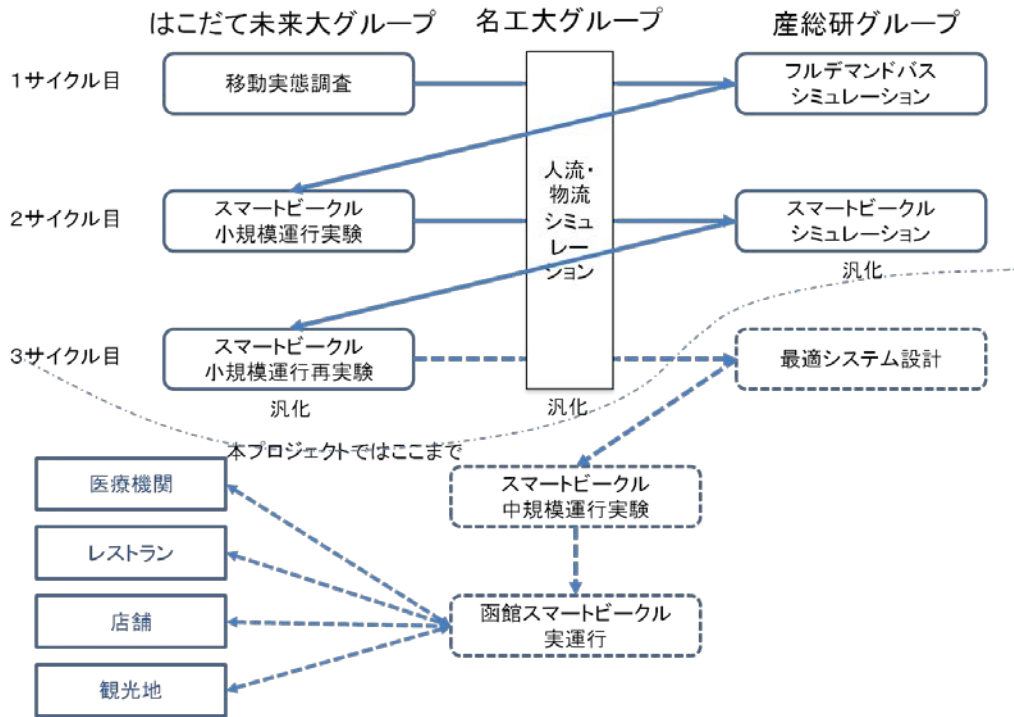 はこだて未来大グループ
名工大グループ
産総研グループ
1サイクル目
移動実態調査
フルデマンドバス
シミュレーション
人流・
物流
シミュ
レー
ション
2サイクル目
スマートビークル
小規模運行実験
スマートビークル
シミュレーション
汎化
3サイクル目
スマートビークル
小規模運行再実験
最適システム設計
汎化
汎化
本プロジェクトではここまで
医療機関
レストラン
店舗
観光地
スマートビークル
中規模運行実験
函館スマートビークル
実運行